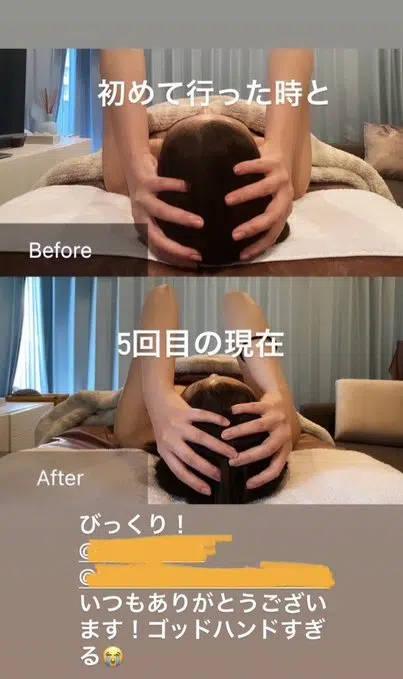 初めて行った時と
Before
5回目の現在
After
びっくり！
@
@
いつもありがとうござい
ます！ゴッドハンドすぎ
る😭